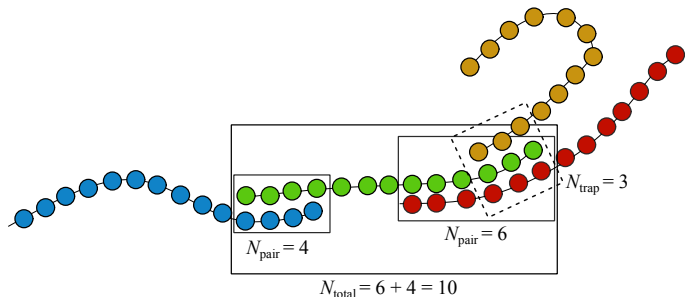 N_trap = 3
N_pair = 4
N_pair = 6
N_total = 6 + 4 = 10